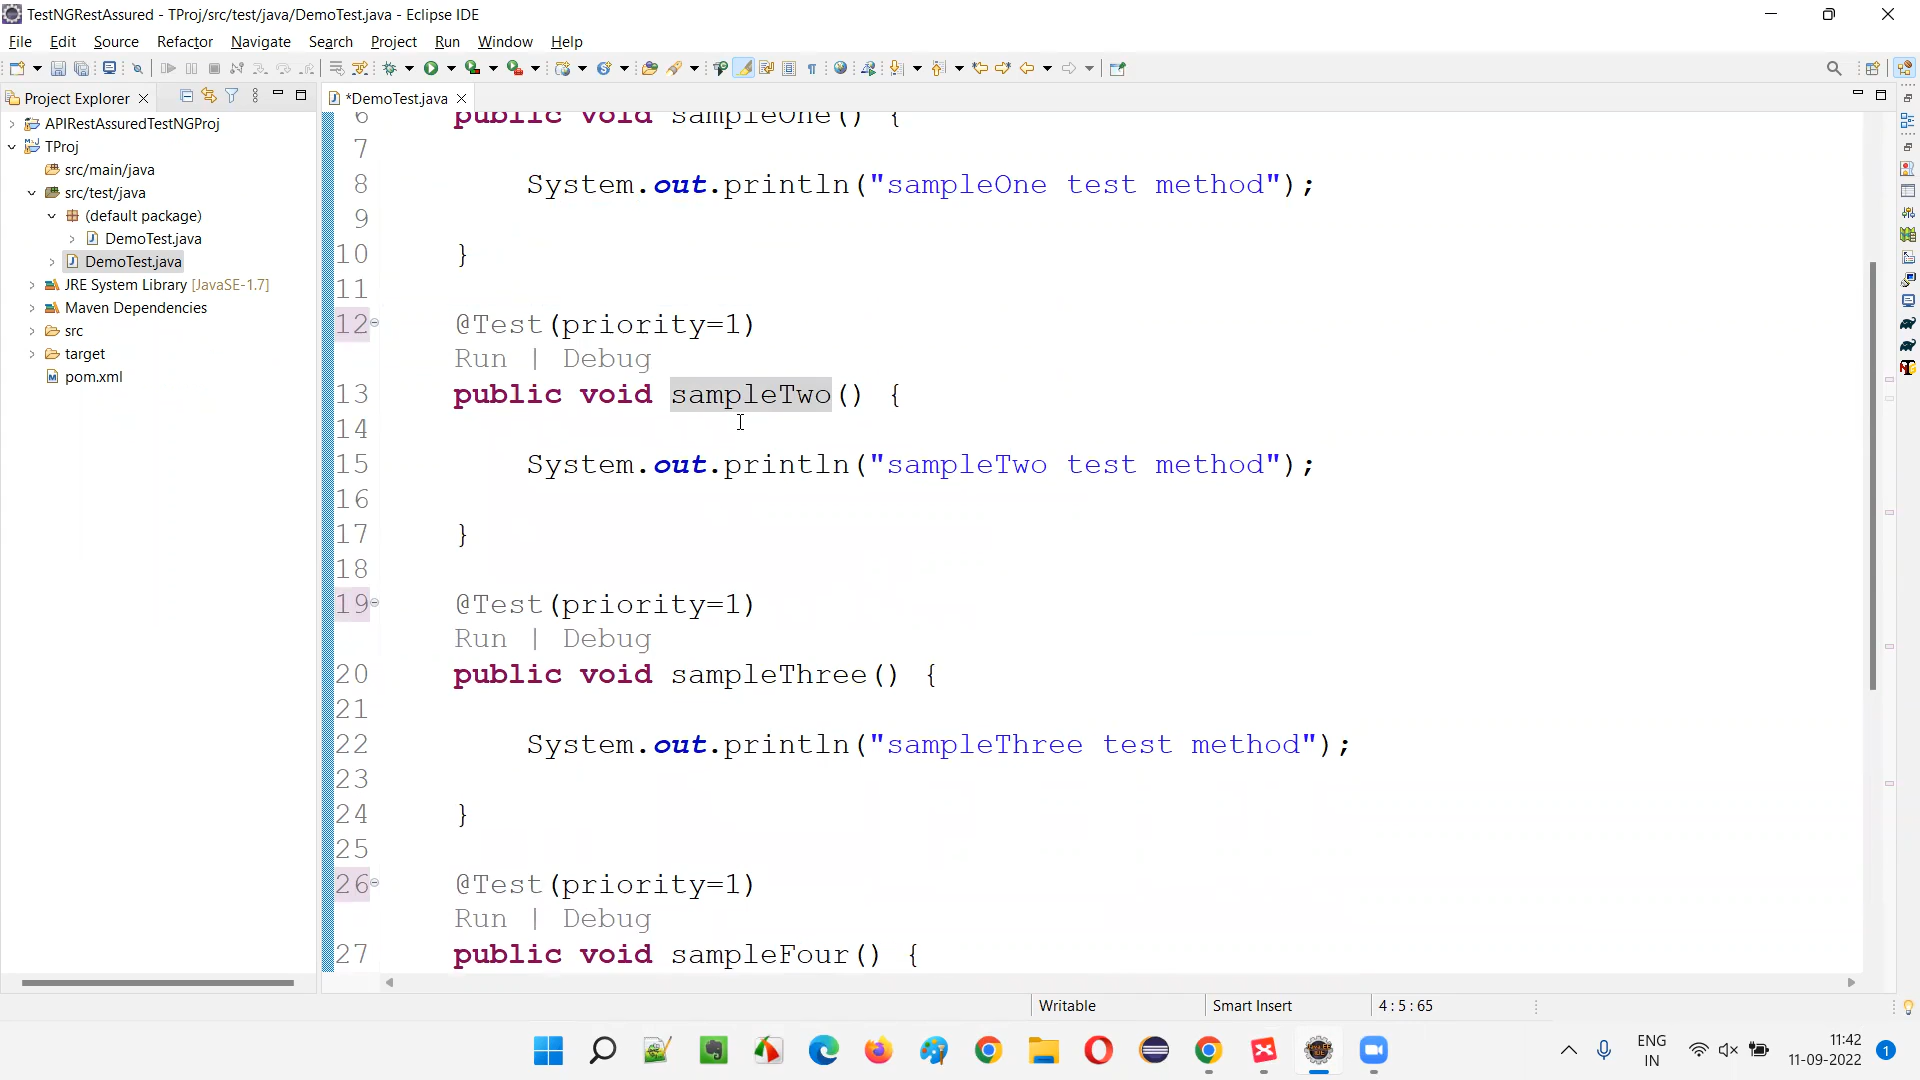 TestNGRestAssured - TProj/src/test/java/DemoTest.java - Eclipse IDE
File Edit Source Refactor Navigate Search Project Run Window Help
Project Explorer
*DemoTest.java
APIRestAssuredTestNGProj
TProj
src/main/java
src/test/java
(default package)
DemoTest.java
DemoTest.java
JRE System Library [JavaSE-1.7]
Maven Dependencies
src
target
pom.xml
6 public void sampleOne() {
7
8 System.out.println("sampleOne test method");
9
10 }
11
12 @Test(priority=1)
Run | Debug
13 public void sampleTwo() {
14
15 System.out.println("sampleTwo test method");
16
17 }
18
19 @Test(priority=1)
Run | Debug
20 public void sampleThree() {
21
22 System.out.println("sampleThree test method");
23
24 }
25
26 @Test(priority=1)
Run | Debug
27 public void sampleFour() {
Writable Smart Insert 4 : 5 : 65
ENG
IN
11:42
11-09-2022
1